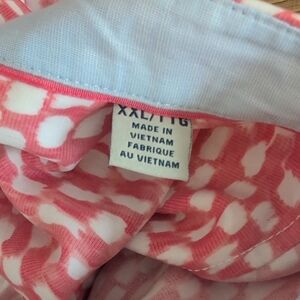 XXL/TTG
MADE IN
VIETNAM
FABRIQUE
AU VIETNAM